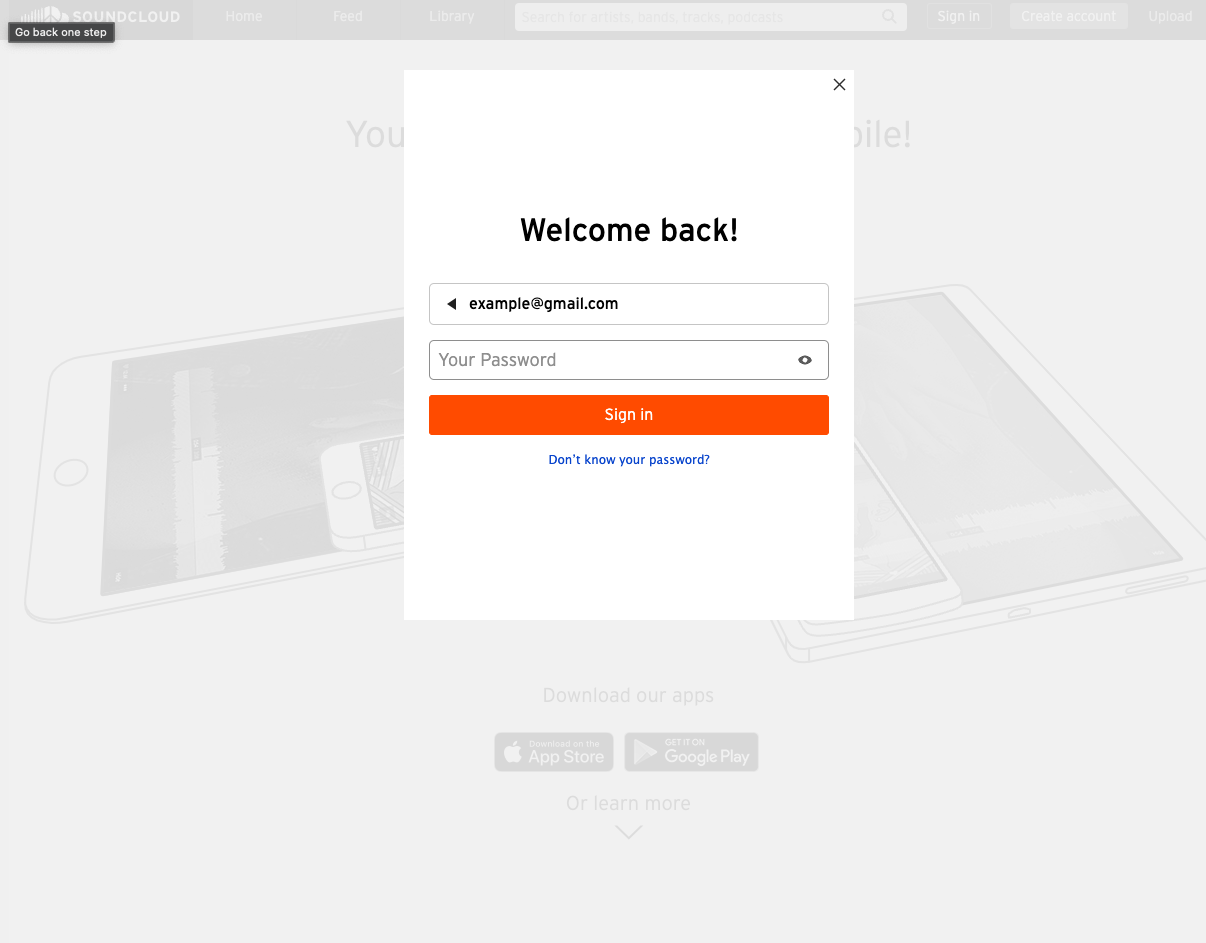 SOUNDCLOUD
Home
Feed
Library
Search for artists, bands, tracks, podcasts
Sign in
Create account
Upload
Go back one step
You
bile!
Welcome back!
example@gmail.com
Your Password
Sign in
Don't know your password?
Download our apps
Download on the
App Store
GET IT ON
Google Play
Or learn more